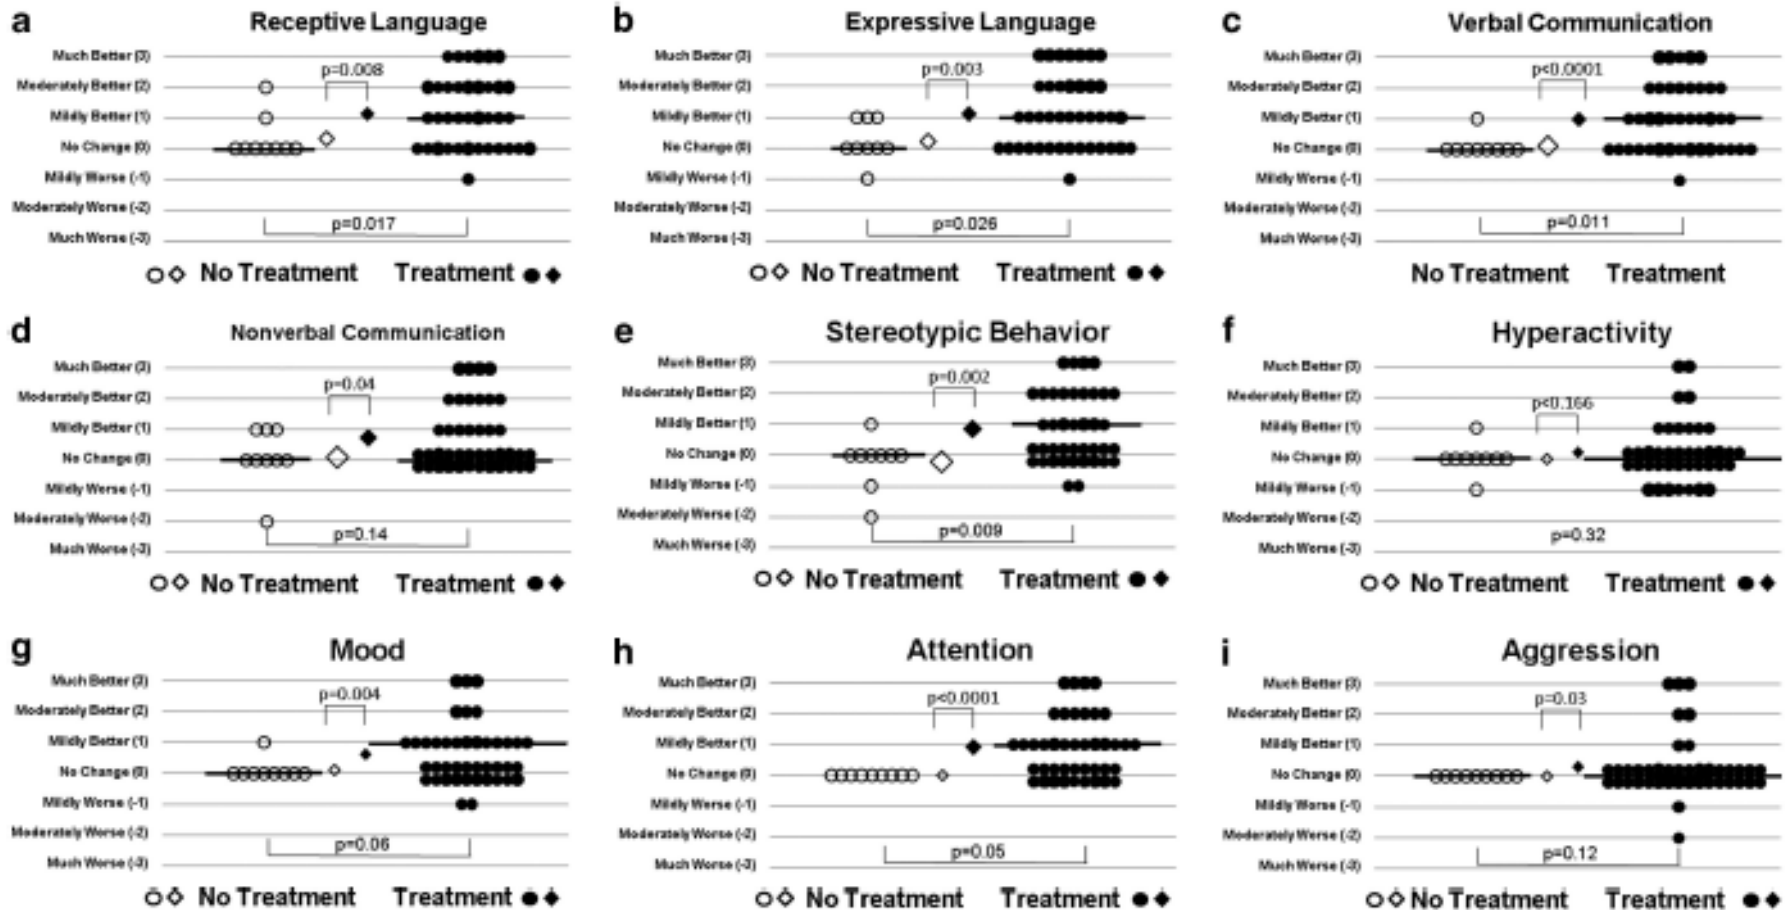 a Receptive Language
Much Better (3)
p=0.008
Moderately Better (2)
Mildly Better (1)
No Change (0)
Mildly Worse (-1)
Moderately Worse (-2)
p=0.017
Much Worse (-3)
No Treatment Treatment
b Expressive Language
Much Better (3)
p=0.003
Moderately Better (2)
Mildly Better (1)
No Change (0)
Mildly Worse (-1)
Moderately Worse (-2)
p=0.026
Much Worse (-3)
No Treatment Treatment
c Verbal Communication
Much Better (3)
p<0.0001
Moderately Better (2)
Mildly Better (1)
No Change (0)
Mildly Worse (-1)
Moderately Worse (-2)
p=0.011
Much Worse (-3)
No Treatment Treatment
d Nonverbal Communication
Much Better (3)
p=0.04
Moderately Better (2)
Mildly Better (1)
No Change (0)
Mildly Worse (-1)
Moderately Worse (-2)
p=0.14
Much Worse (-3)
No Treatment Treatment
e Stereotypic Behavior
Much Better (3)
p=0.002
Moderately Better (2)
Mildly Better (1)
No Change (0)
Mildly Worse (-1)
Moderately Worse (-2)
p=0.009
Much Worse (-3)
No Treatment Treatment
f Hyperactivity
Much Better (3)
Moderately Better (2)
p<0.166
Mildly Better (1)
No Change (0)
Mildly Worse (-1)
Moderately Worse (-2)
p=0.32
Much Worse (-3)
No Treatment Treatment
g Mood
Much Better (3)
p=0.004
Moderately Better (2)
Mildly Better (1)
No Change (0)
Mildly Worse (-1)
Moderately Worse (-2)
p=0.06
Much Worse (-3)
No Treatment Treatment
h Attention
Much Better (3)
p<0.0001
Moderately Better (2)
Mildly Better (1)
No Change (0)
Mildly Worse (-1)
Moderately Worse (-2)
p=0.05
Much Worse (-3)
No Treatment Treatment
i Aggression
Much Better (3)
p=0.03
Moderately Better (2)
Mildly Better (1)
No Change (0)
Mildly Worse (-1)
Moderately Worse (-2)
p=0.12
Much Worse (-3)
No Treatment Treatment